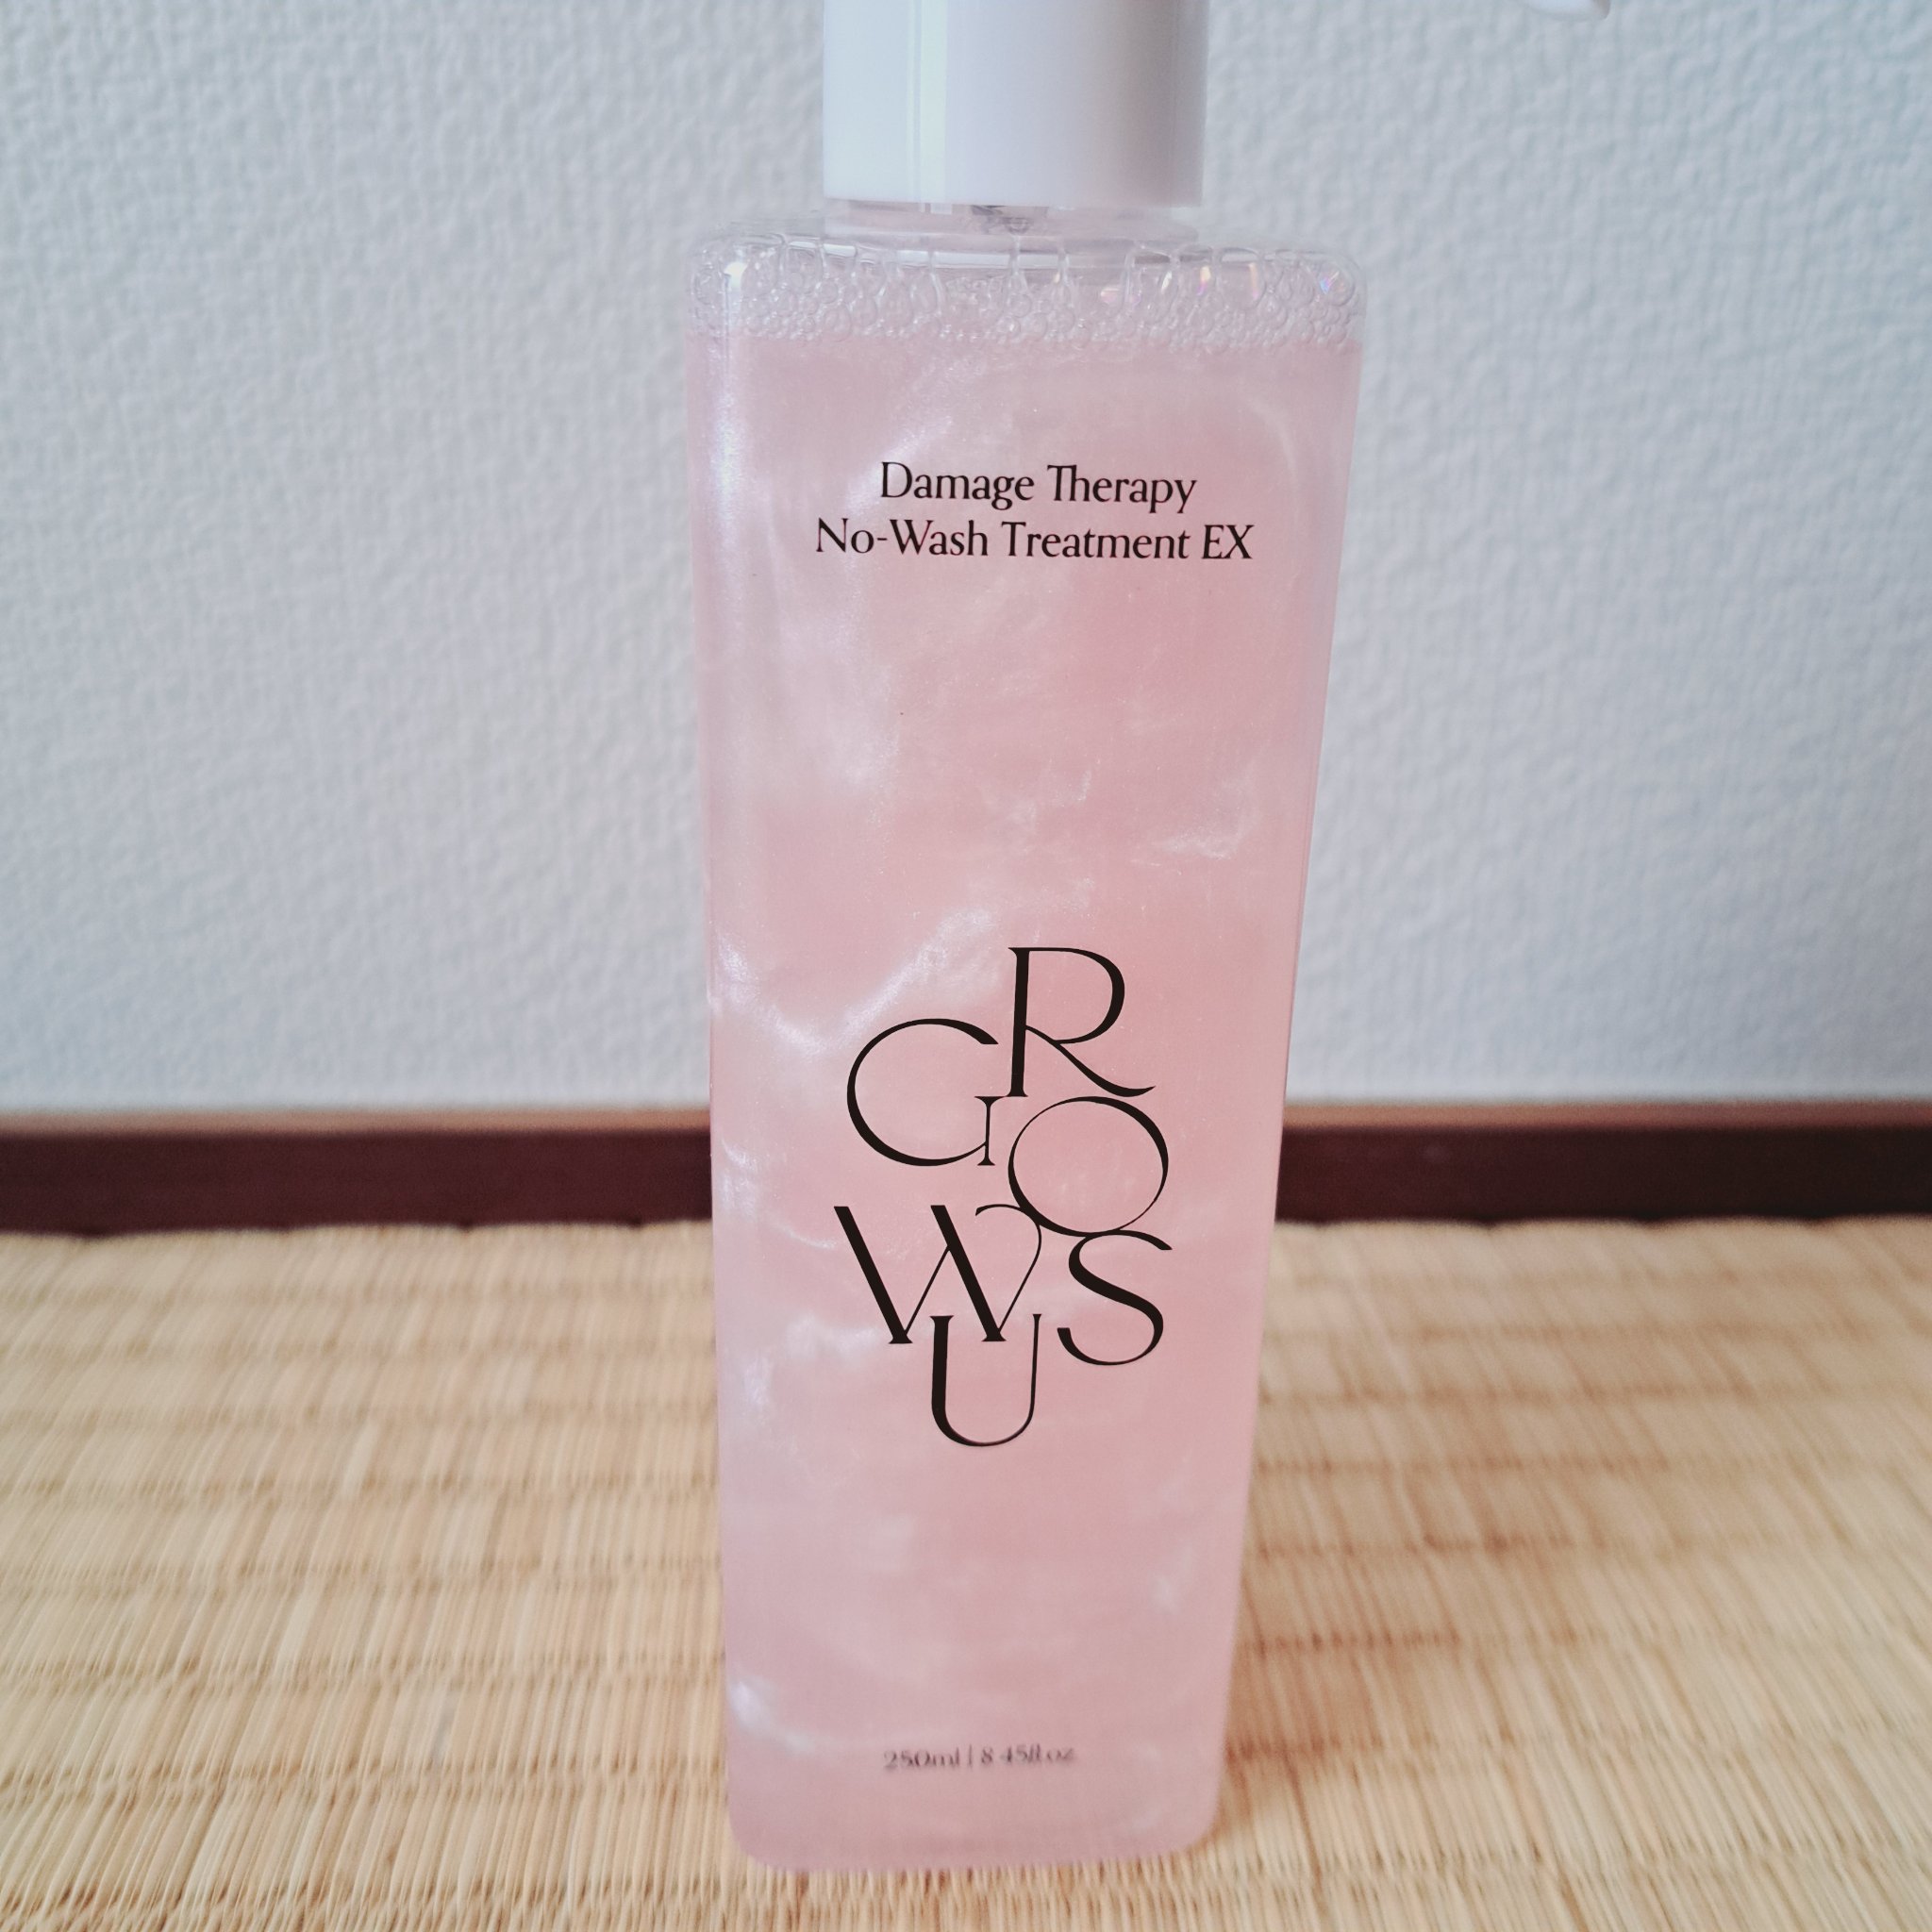 Damage Therapy
No-Wash Treatment EX
GROWUS
250ml | 8.45fl.oz